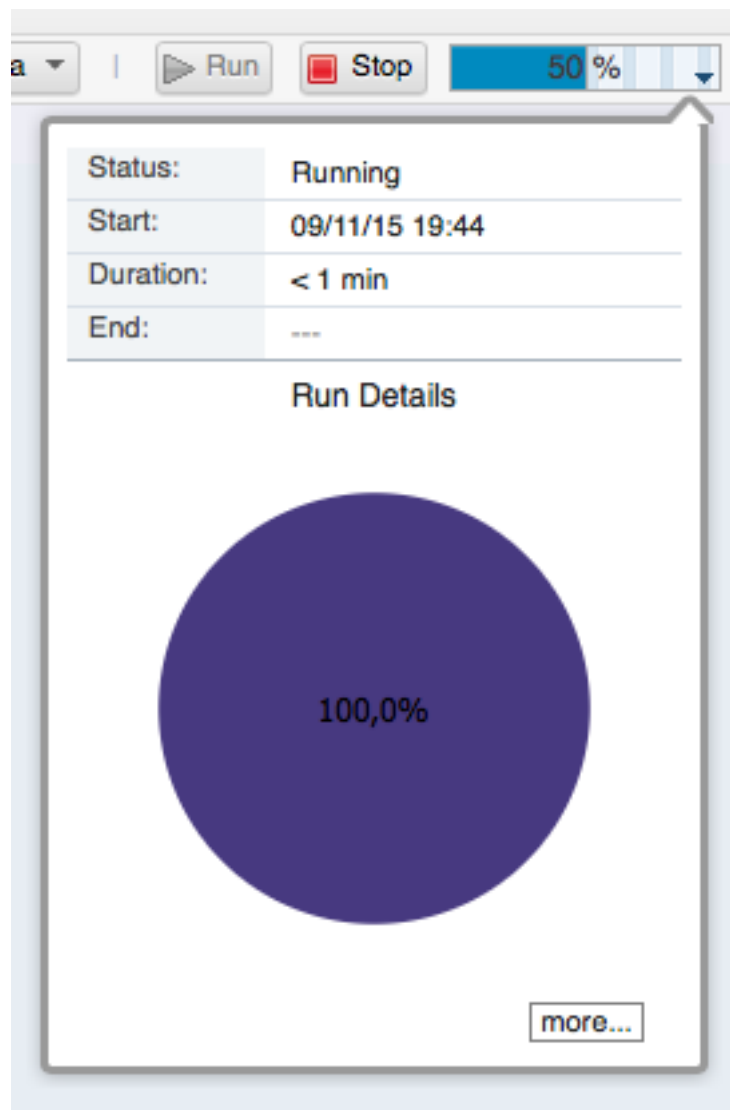 a Run Stop 50 %
Status: Running
Start: 09/11/15 19:44
Duration: < 1 min
End: ---
Run Details
100,0%
more...